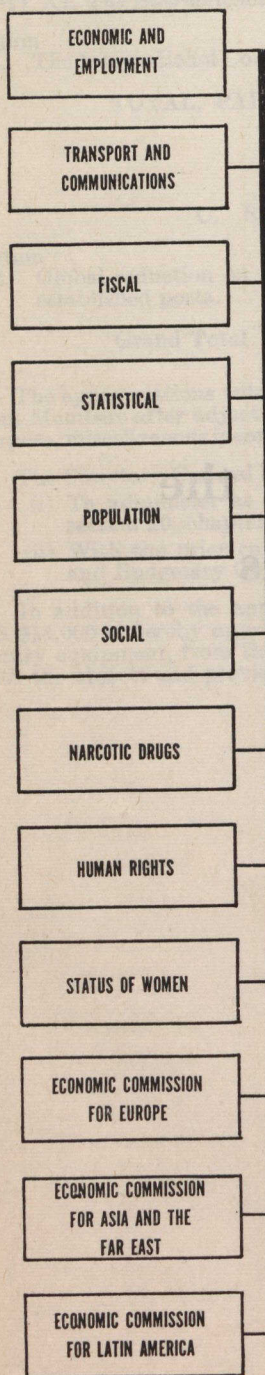 ECONOMIC AND
EMPLOYMENT
TRANSPORT AND
COMMUNICATIONS
FISCAL
STATISTICAL
POPULATION
SOCIAL
NARCOTIC DRUGS
HUMAN RIGHTS
STATUS OF WOMEN
ECONOMIC COMMISSION
FOR EUROPE
ECONOMIC COMMISSION
FOR ASIA AND THE
FAR EAST
ECONOMIC COMMISSION
FOR LATIN AMERICA